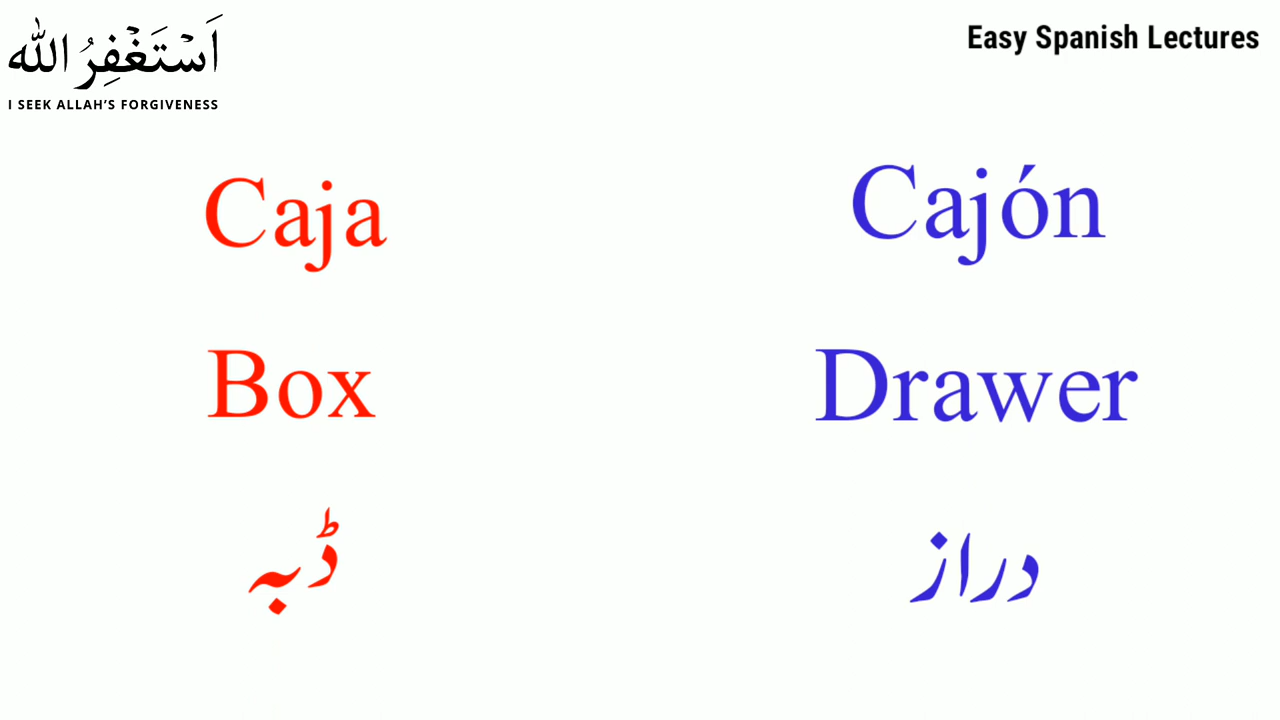 اَسْتَغْفِرُ اللّٰه
I SEEK ALLAH'S FORGIVENESS
Easy Spanish Lectures
Caja
Cajón
Box
Drawer
ڈبہ
دراز